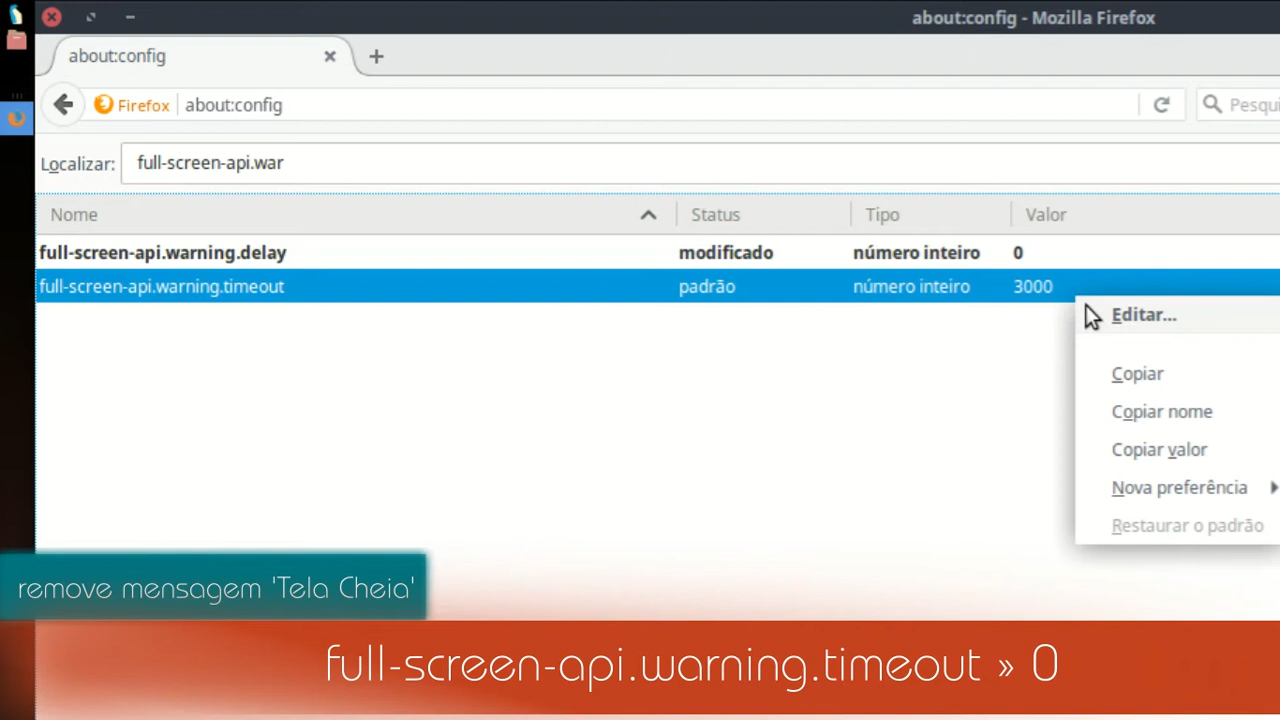 about:config - Mozilla Firefox
about:config
Firefox about:config
Pesqui
Localizar: full-screen-api.war
Nome Status Tipo Valor
full-screen-api.warning.delay modificado número inteiro 0
full-screen-api.warning.timeout padrão número inteiro 3000
Editar...
Copiar
Copiar nome
Copiar valor
Nova preferência
Restaurar o padrão
remove mensagem 'Tela Cheia'
full-screen-api.warning.timeout » 0